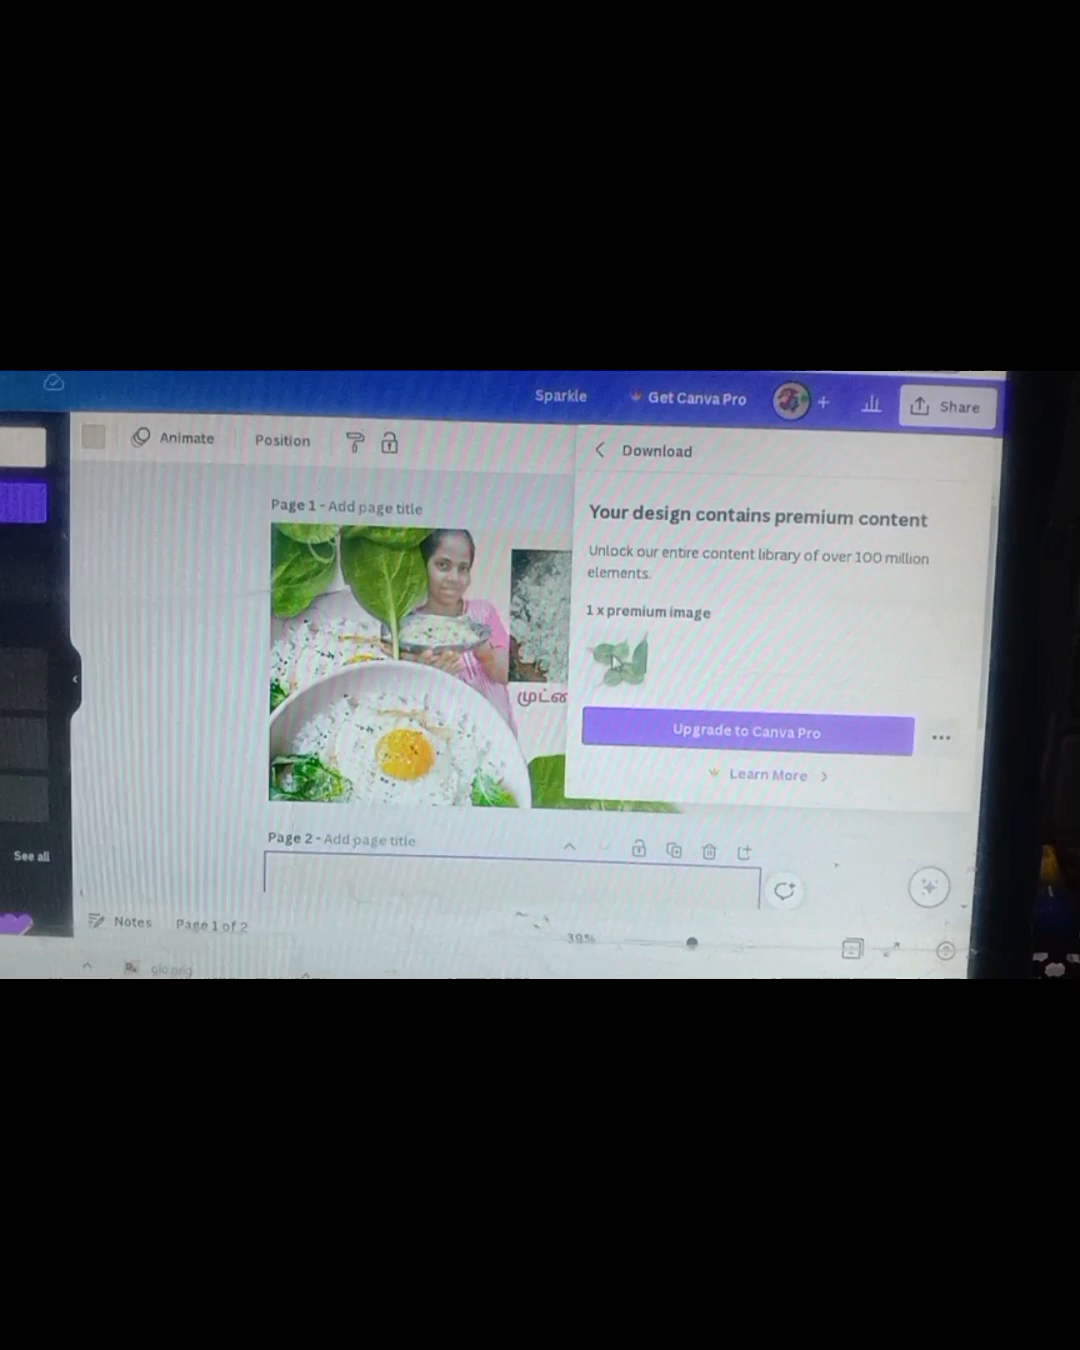 Sparkle
Get Canva Pro
Share
Animate
Position
Download
Page 1 - Add page title
Your design contains premium content
Unlock our entire content library of over 100 million
elements.
1 x premium image
முட்
Upgrade to Canva Pro
Learn More
Page 2 - Add page title
See all
Notes
Page 1 of 2
39%